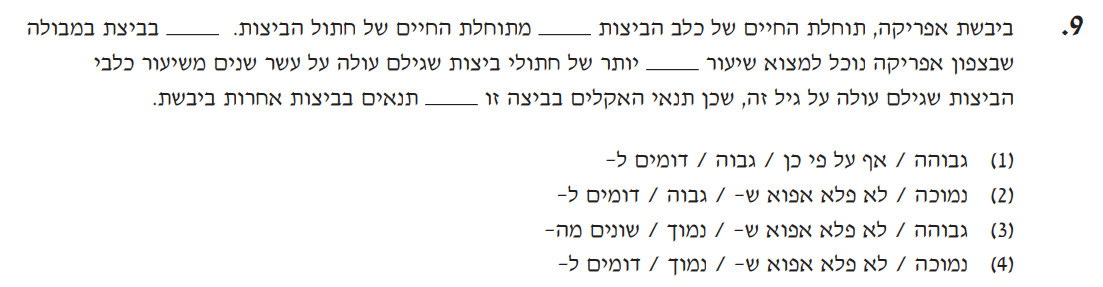 9. ביבשת אפריקה, תוחלת החיים של כלב הביצות _____ מתוחלת החיים של חתול הביצות. _____ בביצת במבולה
שבצפון אפריקה נוכל למצוא שיעור _____ יותר של חתולי ביצות שגילם עולה על עשר שנים משיעור כלבי
הביצות שגילם עולה על גיל זה, שכן תנאי האקלים בביצה זו _____ תנאים בביצות אחרות ביבשת.
(1) גבוהה / אף על פי כן / גבוה / דומים ל-
(2) נמוכה / לא פלא אפוא ש- / גבוה / דומים ל-
(3) גבוהה / לא פלא אפוא ש- / נמוך / שונים מה-
(4) נמוכה / לא פלא אפוא ש- / נמוך / דומים ל-